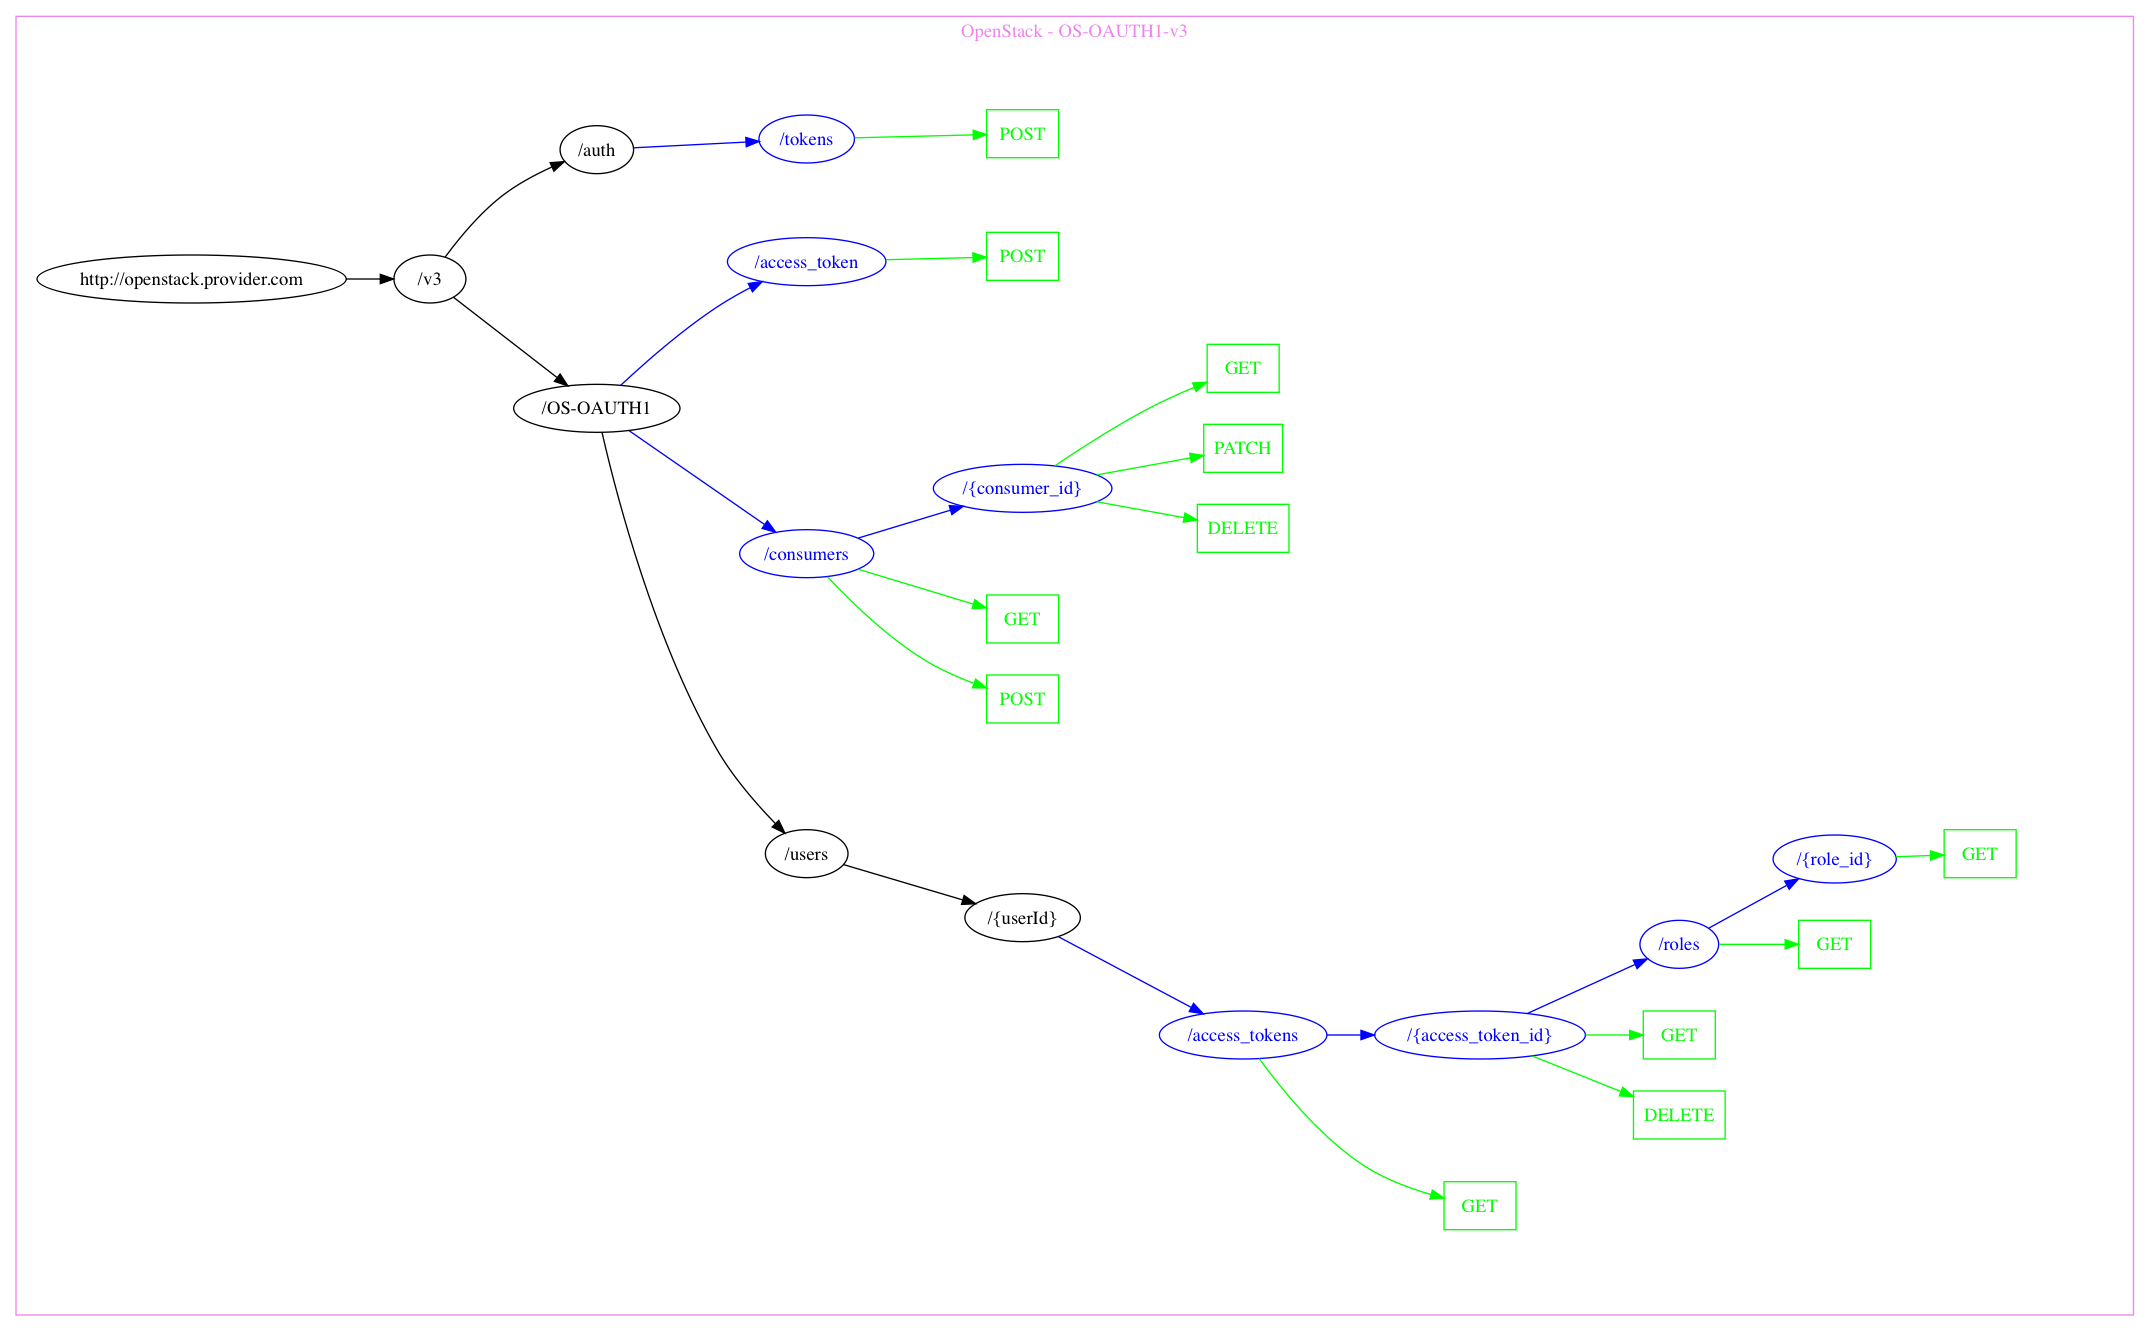 OpenStack - OS-OAUTH1-v3
/auth
/tokens
POST
http://openstack.provider.com
/v3
/access_token
POST
/OS-OAUTH1
GET
PATCH
/{consumer_id}
DELETE
/consumers
GET
POST
/users
/{userId}
/{role_id}
GET
/roles
GET
/access_tokens
/{access_token_id}
GET
DELETE
GET